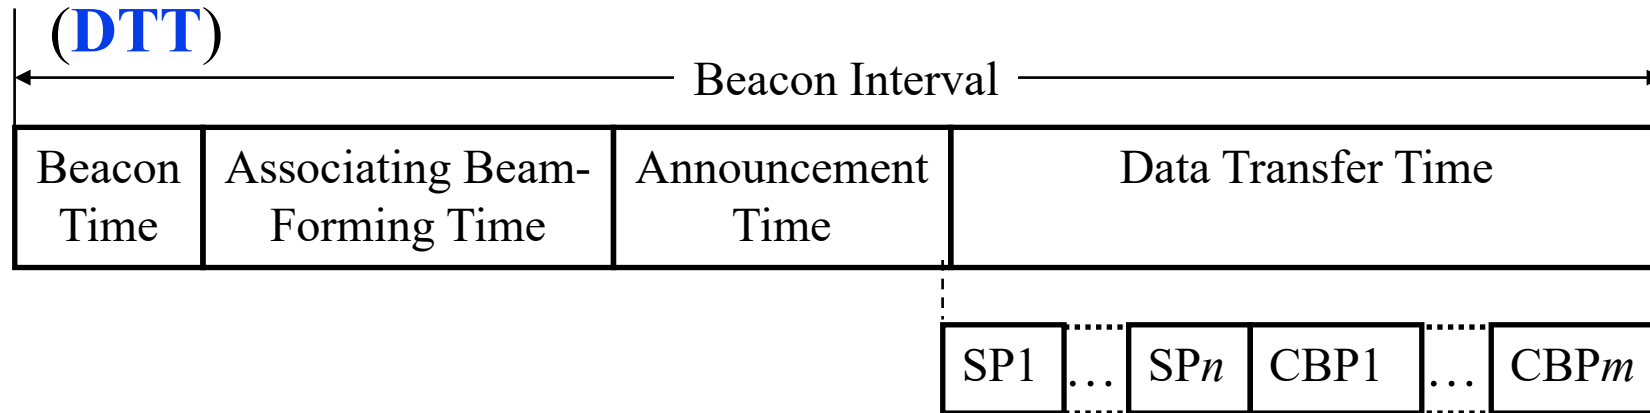 (DTT)
Beacon Interval
Beacon
Time
Associating Beam-
Forming Time
Announcement
Time
Data Transfer Time
SP1 ... SPn CBP1 ... CBPm